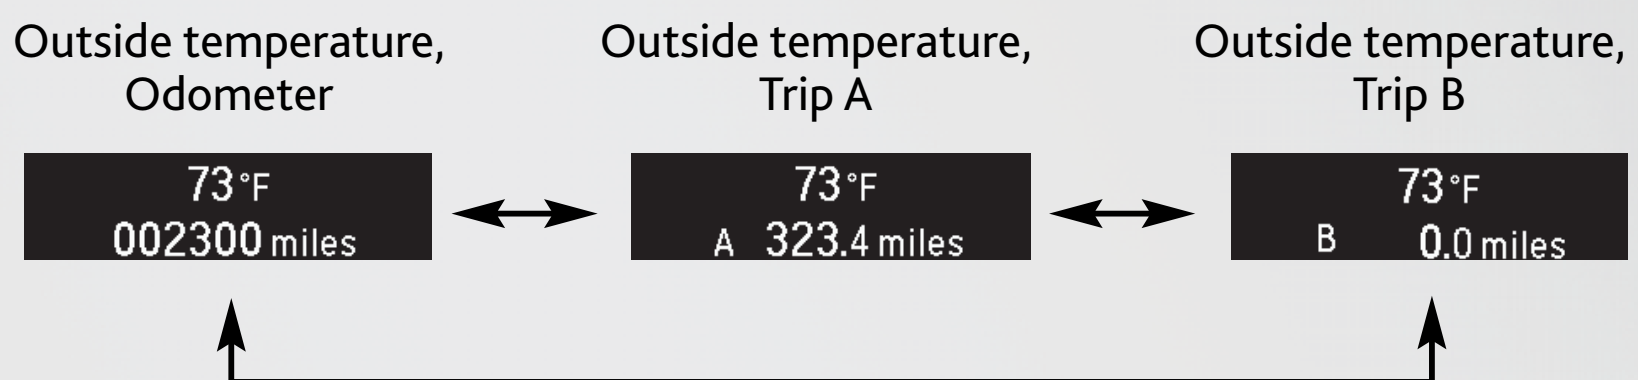 Outside temperature,
Odometer
73°F
002300 miles
Outside temperature,
Trip A
73°F
A 323.4 miles
Outside temperature,
Trip B
73°F
B 0.0 miles